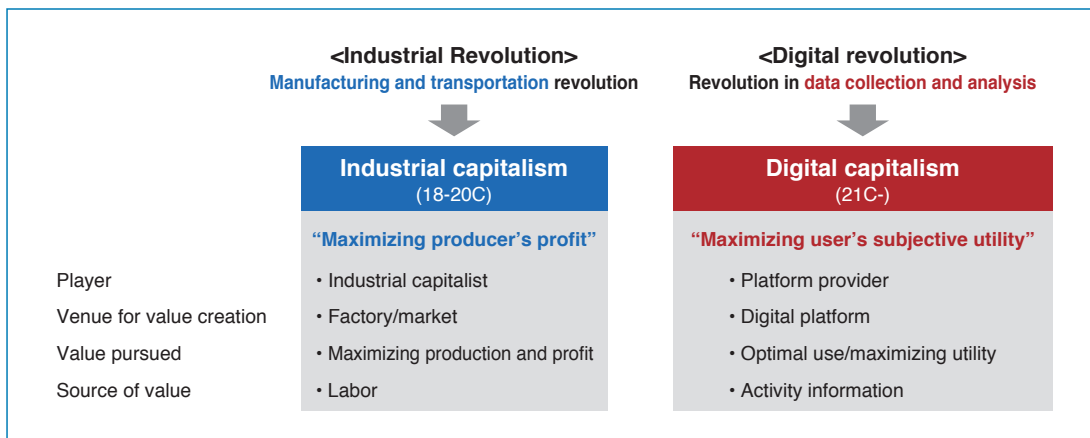 <Industrial Revolution>
Manufacturing and transportation revolution
<Digital revolution>
Revolution in data collection and analysis
Industrial capitalism
(18-20C)
Digital capitalism
(21C-)
“Maximizing producer’s profit”
“Maximizing user’s subjective utility”
Player
• Industrial capitalist
• Platform provider
Venue for value creation
• Factory/market
• Digital platform
Value pursued
• Maximizing production and profit
• Optimal use/maximizing utility
Source of value
• Labor
• Activity information